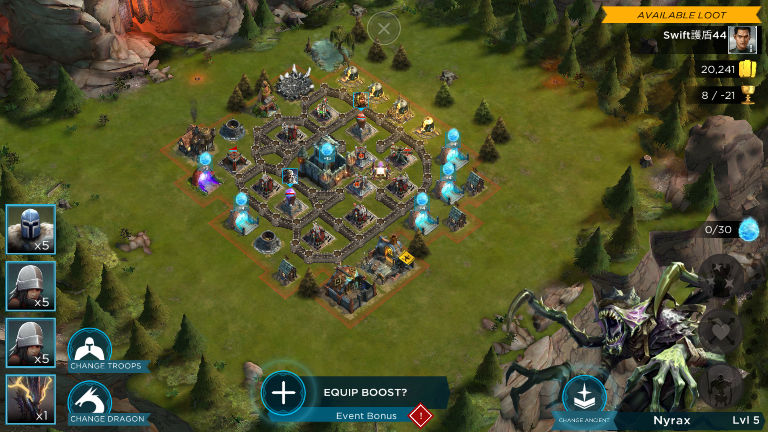 AVAILABLE LOOT
Swift護盾44
20,241
8 / -21
0/30
x5
x5
x5
x1
CHANGE TROOPS
CHANGE DRAGON
EQUIP BOOST?
Event Bonus !
CHANGE ANCIENT
Nyrax Lvl 5